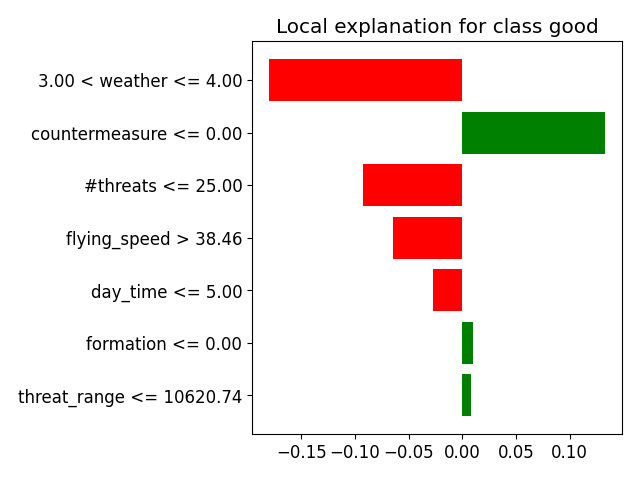 Local explanation for class good
3.00 < weather <= 4.00
countermeasure <= 0.00
#threats <= 25.00
flying_speed > 38.46
day_time <= 5.00
formation <= 0.00
threat_range <= 10620.74
−0.15 −0.10 −0.05 0.00 0.05 0.10